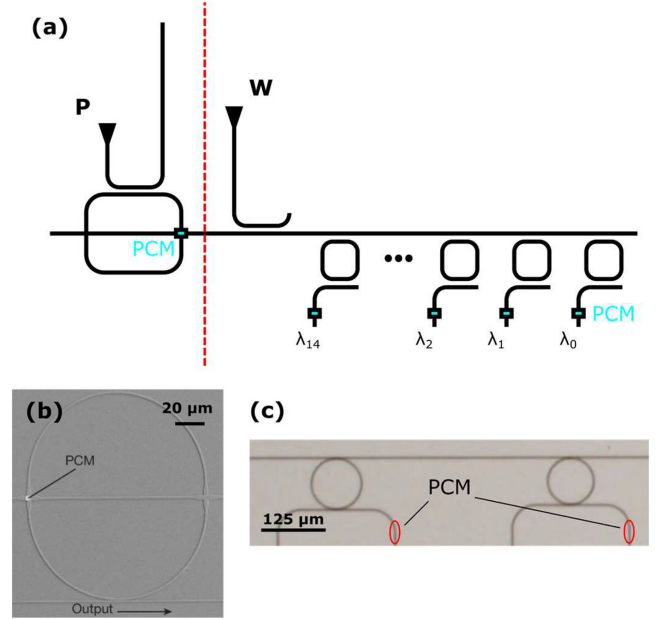 (a)
P
W
PCM
λ14
λ2
λ1
λ0
PCM
(b)
20 μm
PCM
Output
(c)
PCM
125 μm